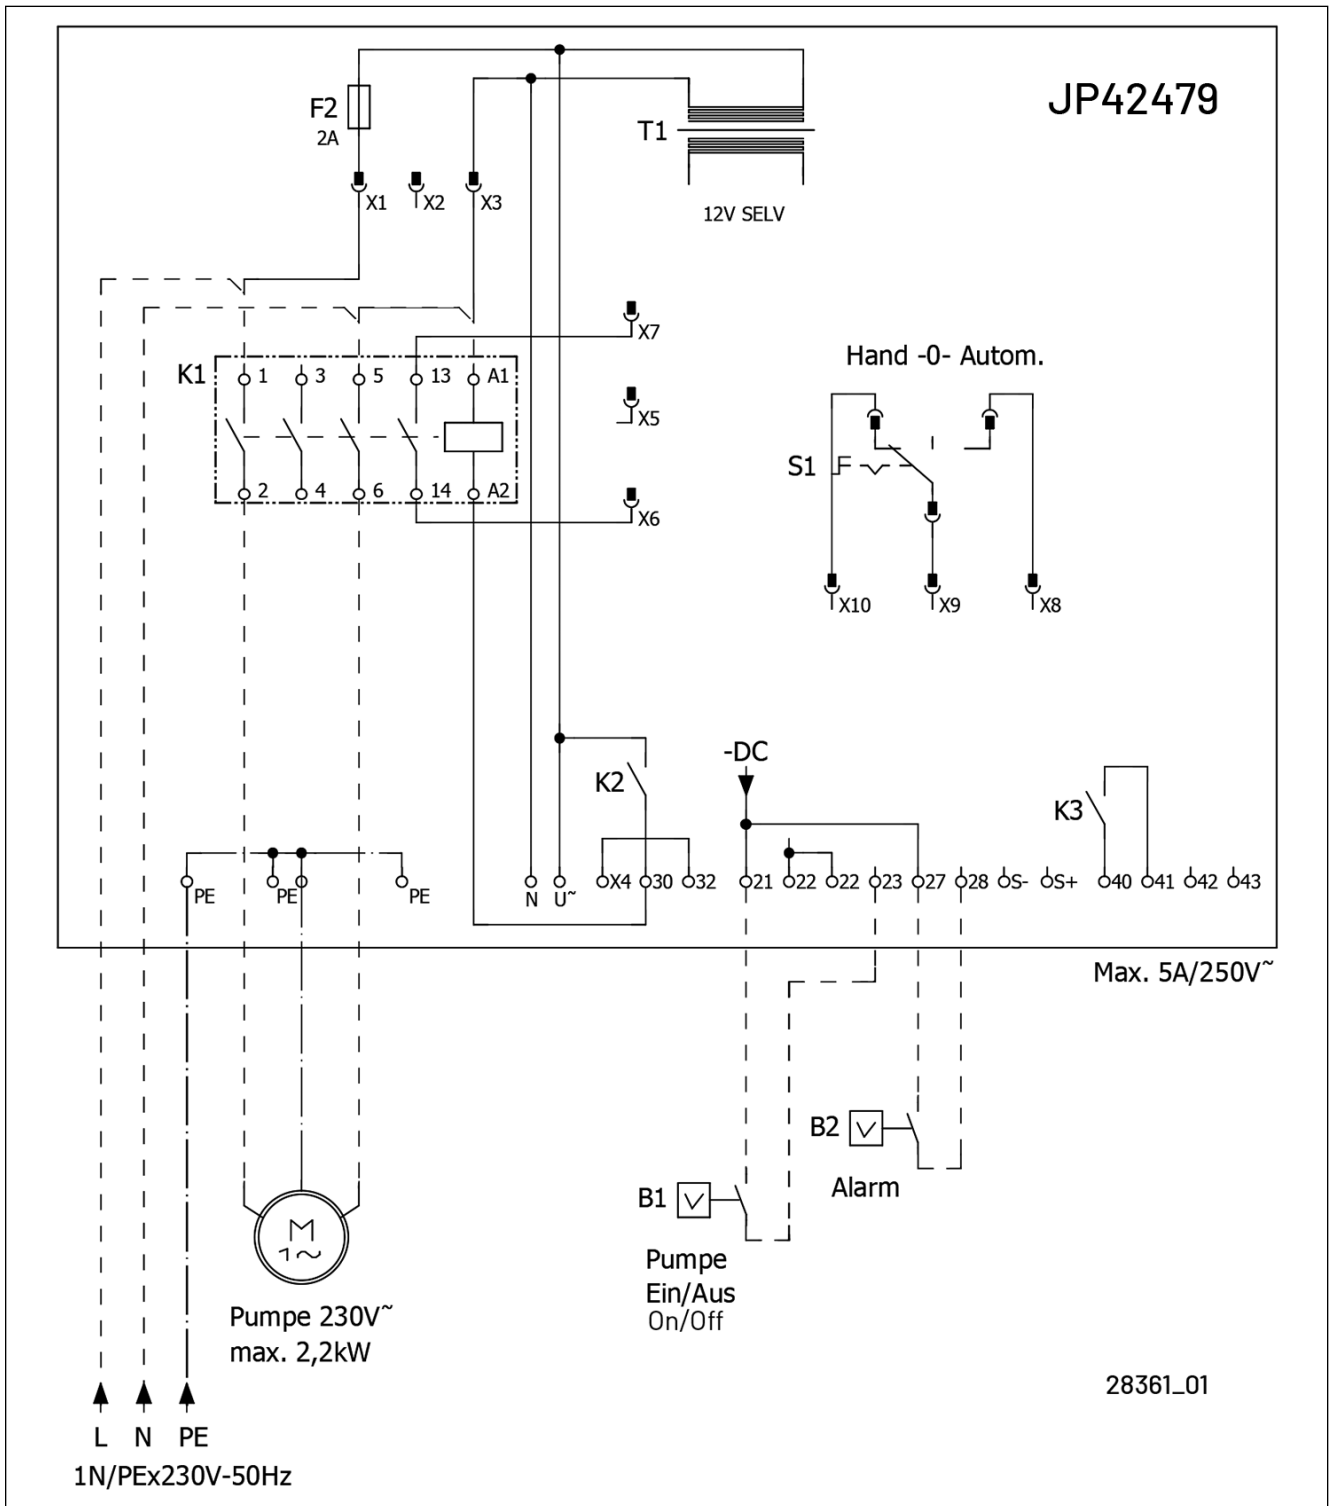 JP42479
F2
2A
T1
X1
X2
X3
12V SELV
X7
Hand -0- Autom.
K1
1
3
5
13
A1
X5
S1
2
4
6
14
A2
X6
X10
X9
X8
-DC
K2
K3
PE
PE
PE
N
U~
X4
30
32
21
22
22
23
27
28
S-
S+
40
41
42
43
Max. 5A/250V~
B2
Alarm
B1
M
1~
Pumpe
Ein/Aus
On/Off
Pumpe 230V~
max. 2,2kW
28361_01
L
N
PE
1N/PEx230V-50Hz